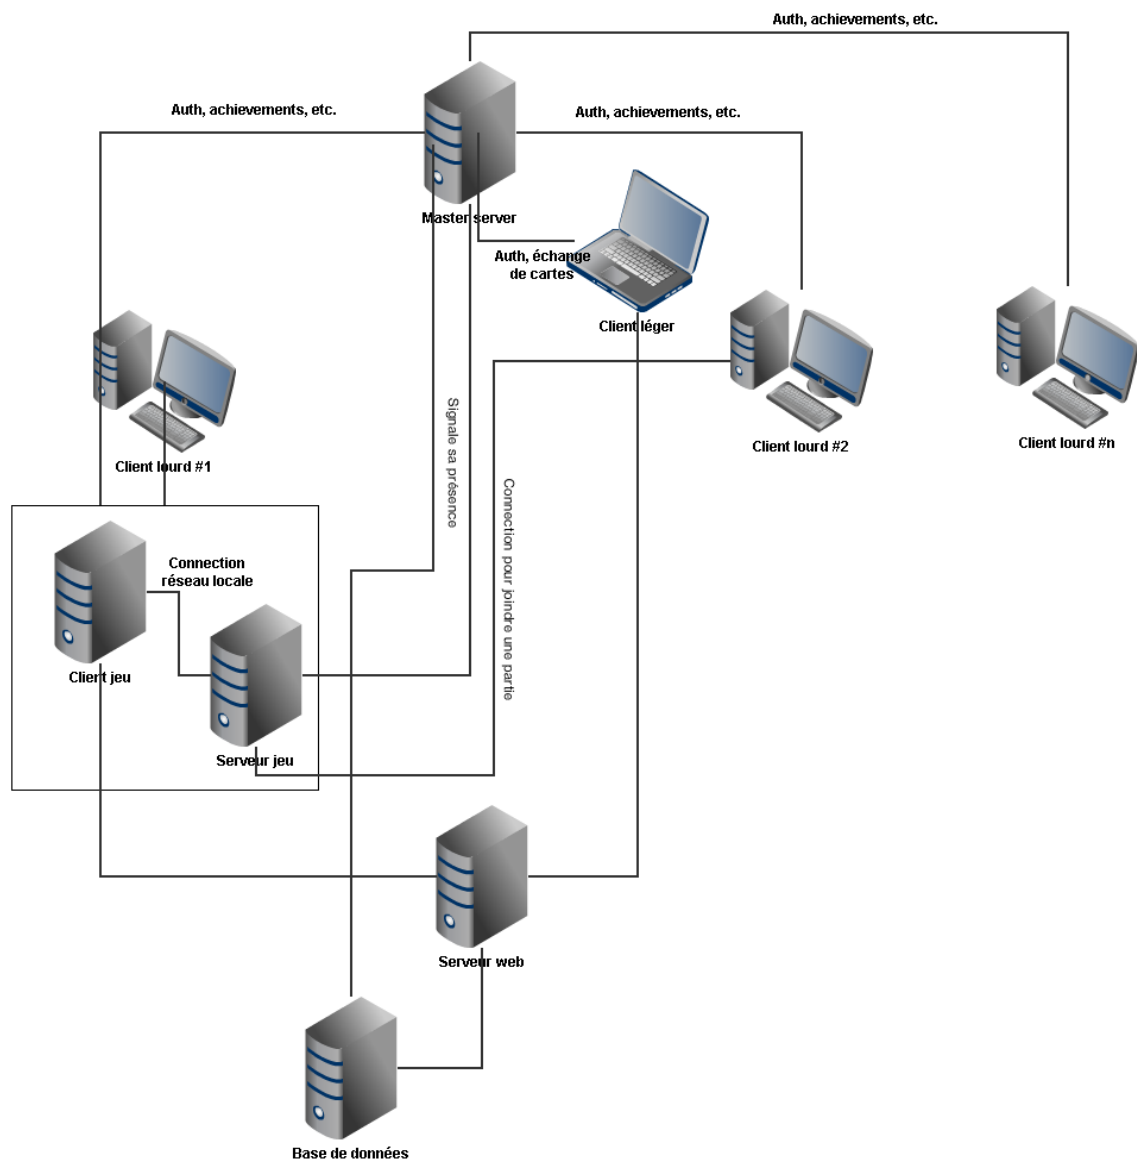 Auth, achievements, etc.
Auth, achievements, etc.
Auth, achievements, etc.
Master server
Auth, échange
de cartes
Client léger
Client lourd #1
Client lourd #2
Client lourd #n
Signale sa présence
Connection pour joindre une partie
Connection
réseau locale
Client jeu
Serveur jeu
Serveur web
Base de données